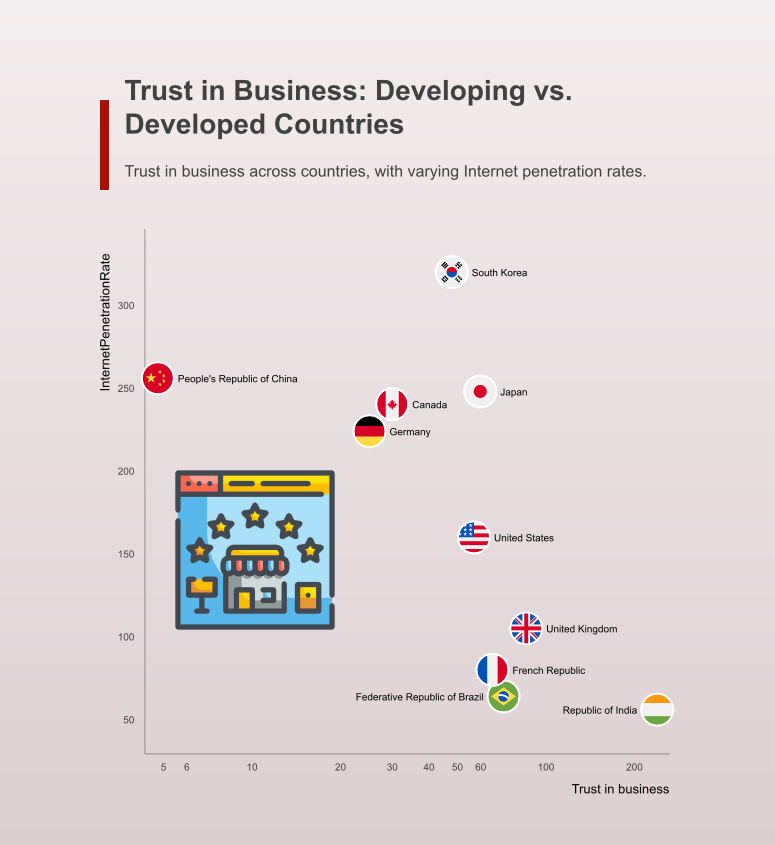 Trust in Business: Developing vs.
Developed Countries
Trust in business across countries, with varying Internet penetration rates.
InternetPenetrationRate
300
250
200
150
100
50
South Korea
People's Republic of China
Japan
Canada
Germany
United States
United Kingdom
French Republic
Federative Republic of Brazil
Republic of India
5 6 10 20 30 40 50 60 100 200
Trust in business